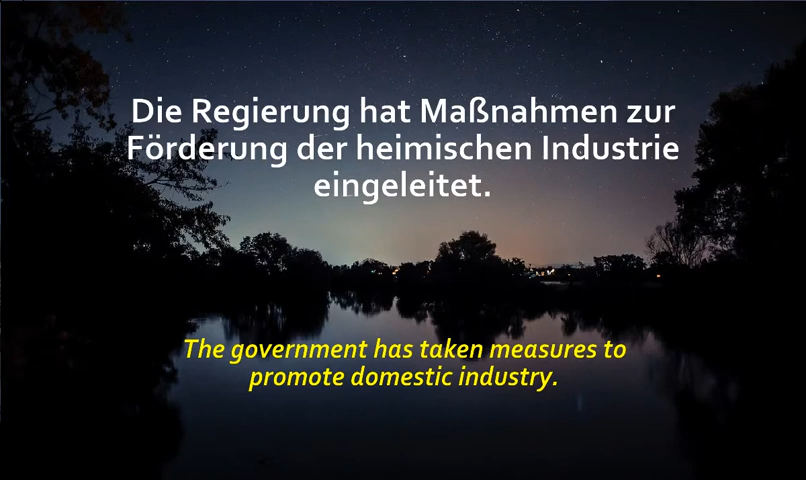 Die Regierung hat Maßnahmen zur
Förderung der heimischen Industrie
eingeleitet.
The government has taken measures to
promote domestic industry.